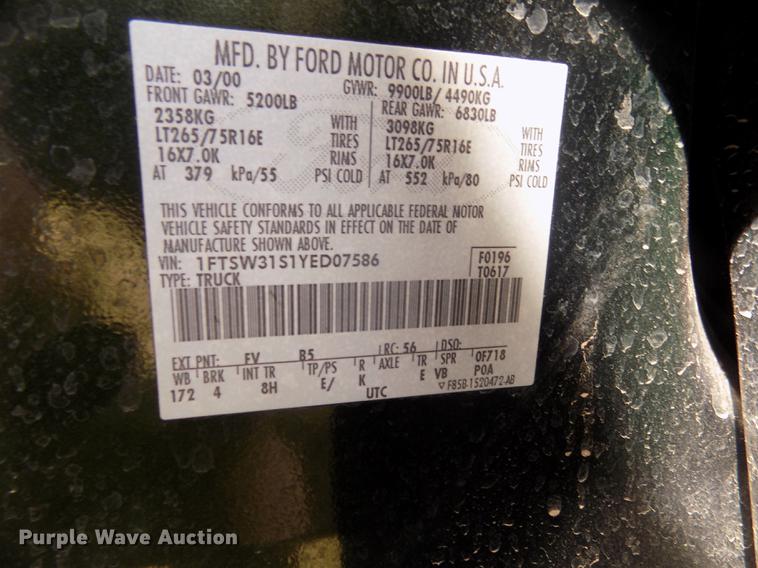 MFD. BY FORD MOTOR CO. IN U.S.A.
DATE: 03/00 GVWR: 9900LB/ 4490KG
FRONT GAWR: 5200LB REAR GAWR: 6830LB
2358KG WITH 3098KG WITH
LT265/75R16E TIRES LT265/75R16E TIRES
16X7.0K RIMS 16X7.0K RIMS
AT 379 kPa/55 PSI COLD AT 552 kPa/80 PSI COLD
THIS VEHICLE CONFORMS TO ALL APPLICABLE FEDERAL MOTOR
VEHICLE SAFETY STANDARDS IN EFFECT ON THE DATE OF
MANUFACTURE SHOWN ABOVE.
VIN: 1FTSW31S1YED07586 F0196
TYPE: TRUCK T0617
EXT PNT: FV B5 RC: 56 DSO:
WB BRK INT TR TP/PS R AXLE TR SPR 0F718
172 4 8H E/ K E VB P0A
UTC ▽ F85B-1520472-AB
Purple Wave Auction